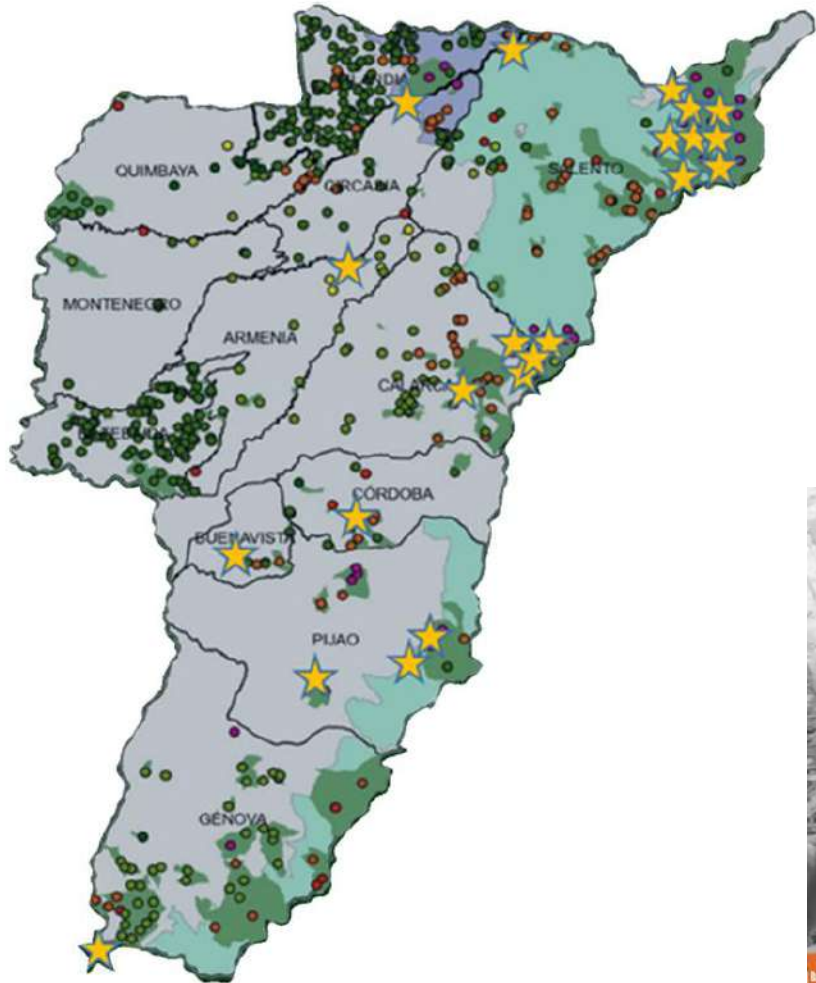 QUIMBAYA
CIRCASIA
SALENTO
MONTENEGRO
ARMENIA
CÓRDOBA
BUENAVISTA
PIJAO
GÉNOVA